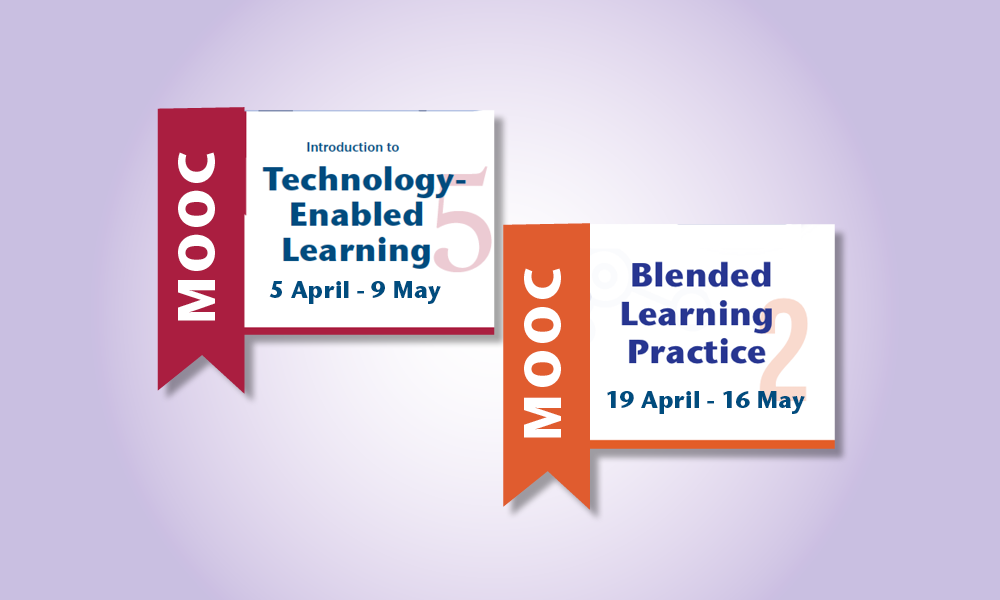 MOOC
Introduction to
Technology-
Enabled
Learning
5
5 April - 9 May
MOOC
Blended
Learning
Practice
2
19 April - 16 May